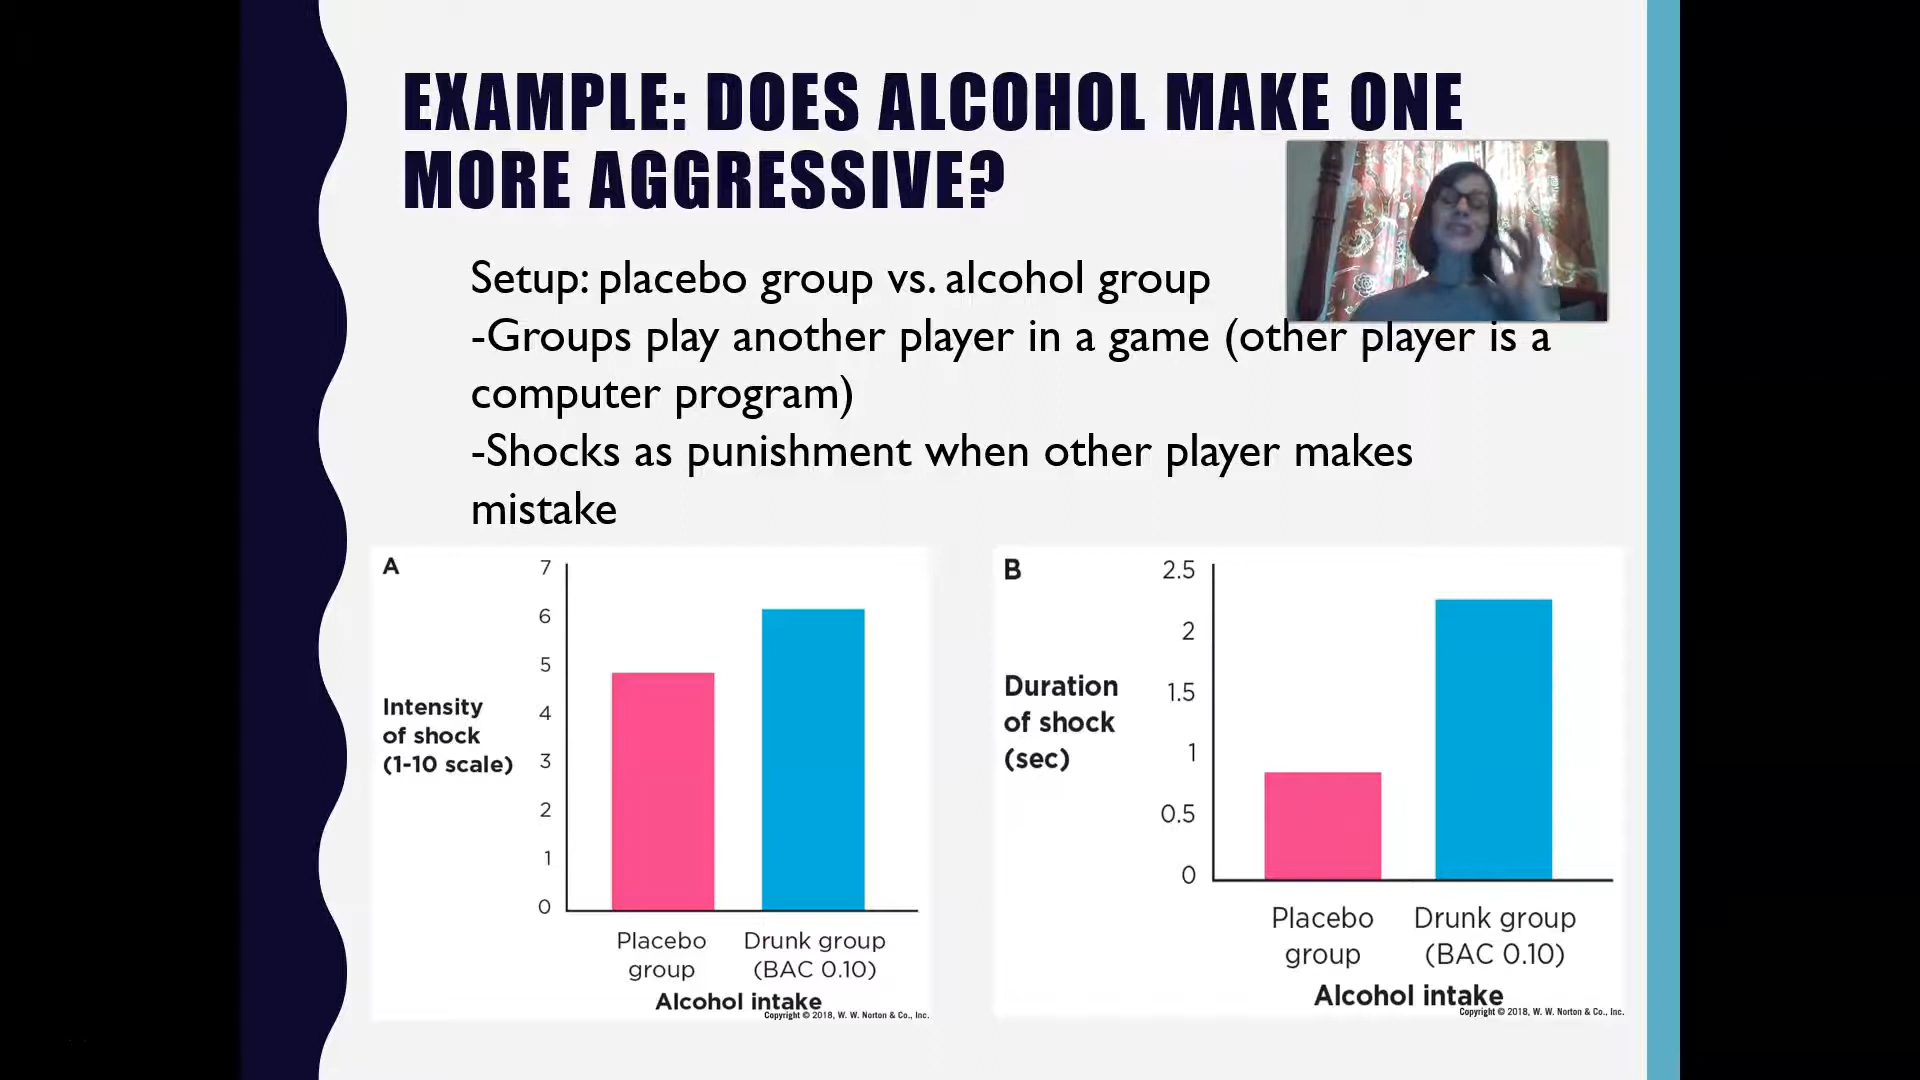 EXAMPLE: DOES ALCOHOL MAKE ONE
MORE AGGRESSIVE?
Setup: placebo group vs. alcohol group
-Groups play another player in a game (other player is a
computer program)
-Shocks as punishment when other player makes
mistake
A
7
6
5
4
3
2
1
0
Intensity
of shock
(1-10 scale)
Placebo
group
Drunk group
(BAC 0.10)
Alcohol intake
Copyright © 2018, W. W. Norton & Co., Inc.
B
2.5
2
1.5
1
0.5
0
Duration
of shock
(sec)
Placebo
group
Drunk group
(BAC 0.10)
Alcohol intake
Copyright © 2018, W. W. Norton & Co., Inc.